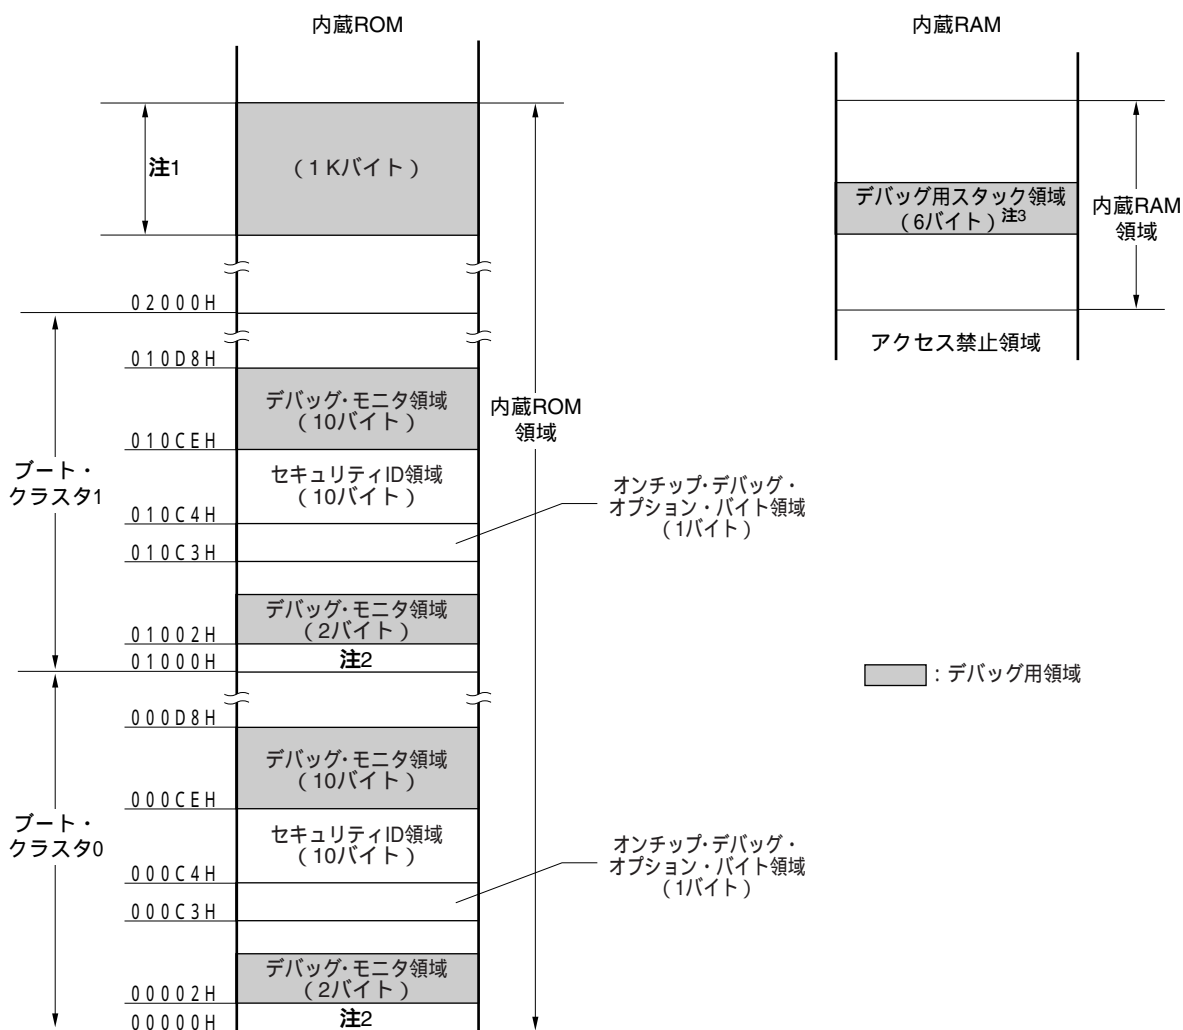 内蔵ROM
注1
(1 Kバイト)
02000H
010D8H
デバッグ・モニタ領域
(10バイト)
010CEH
セキュリティID領域
(10バイト)
010C4H
010C3H
オンチップ・デバッグ・
オプション・バイト領域
(1バイト)
デバッグ・モニタ領域
(2バイト)
01002H
01000H
注2
ブート・
クラスタ1
内蔵ROM
領域
000D8H
デバッグ・モニタ領域
(10バイト)
000CEH
セキュリティID領域
(10バイト)
000C4H
000C3H
オンチップ・デバッグ・
オプション・バイト領域
(1バイト)
デバッグ・モニタ領域
(2バイト)
00002H
00000H
注2
ブート・
クラスタ0
内蔵RAM
デバッグ用スタック領域
(6バイト)注3
内蔵RAM
領域
アクセス禁止領域
:デバッグ用領域